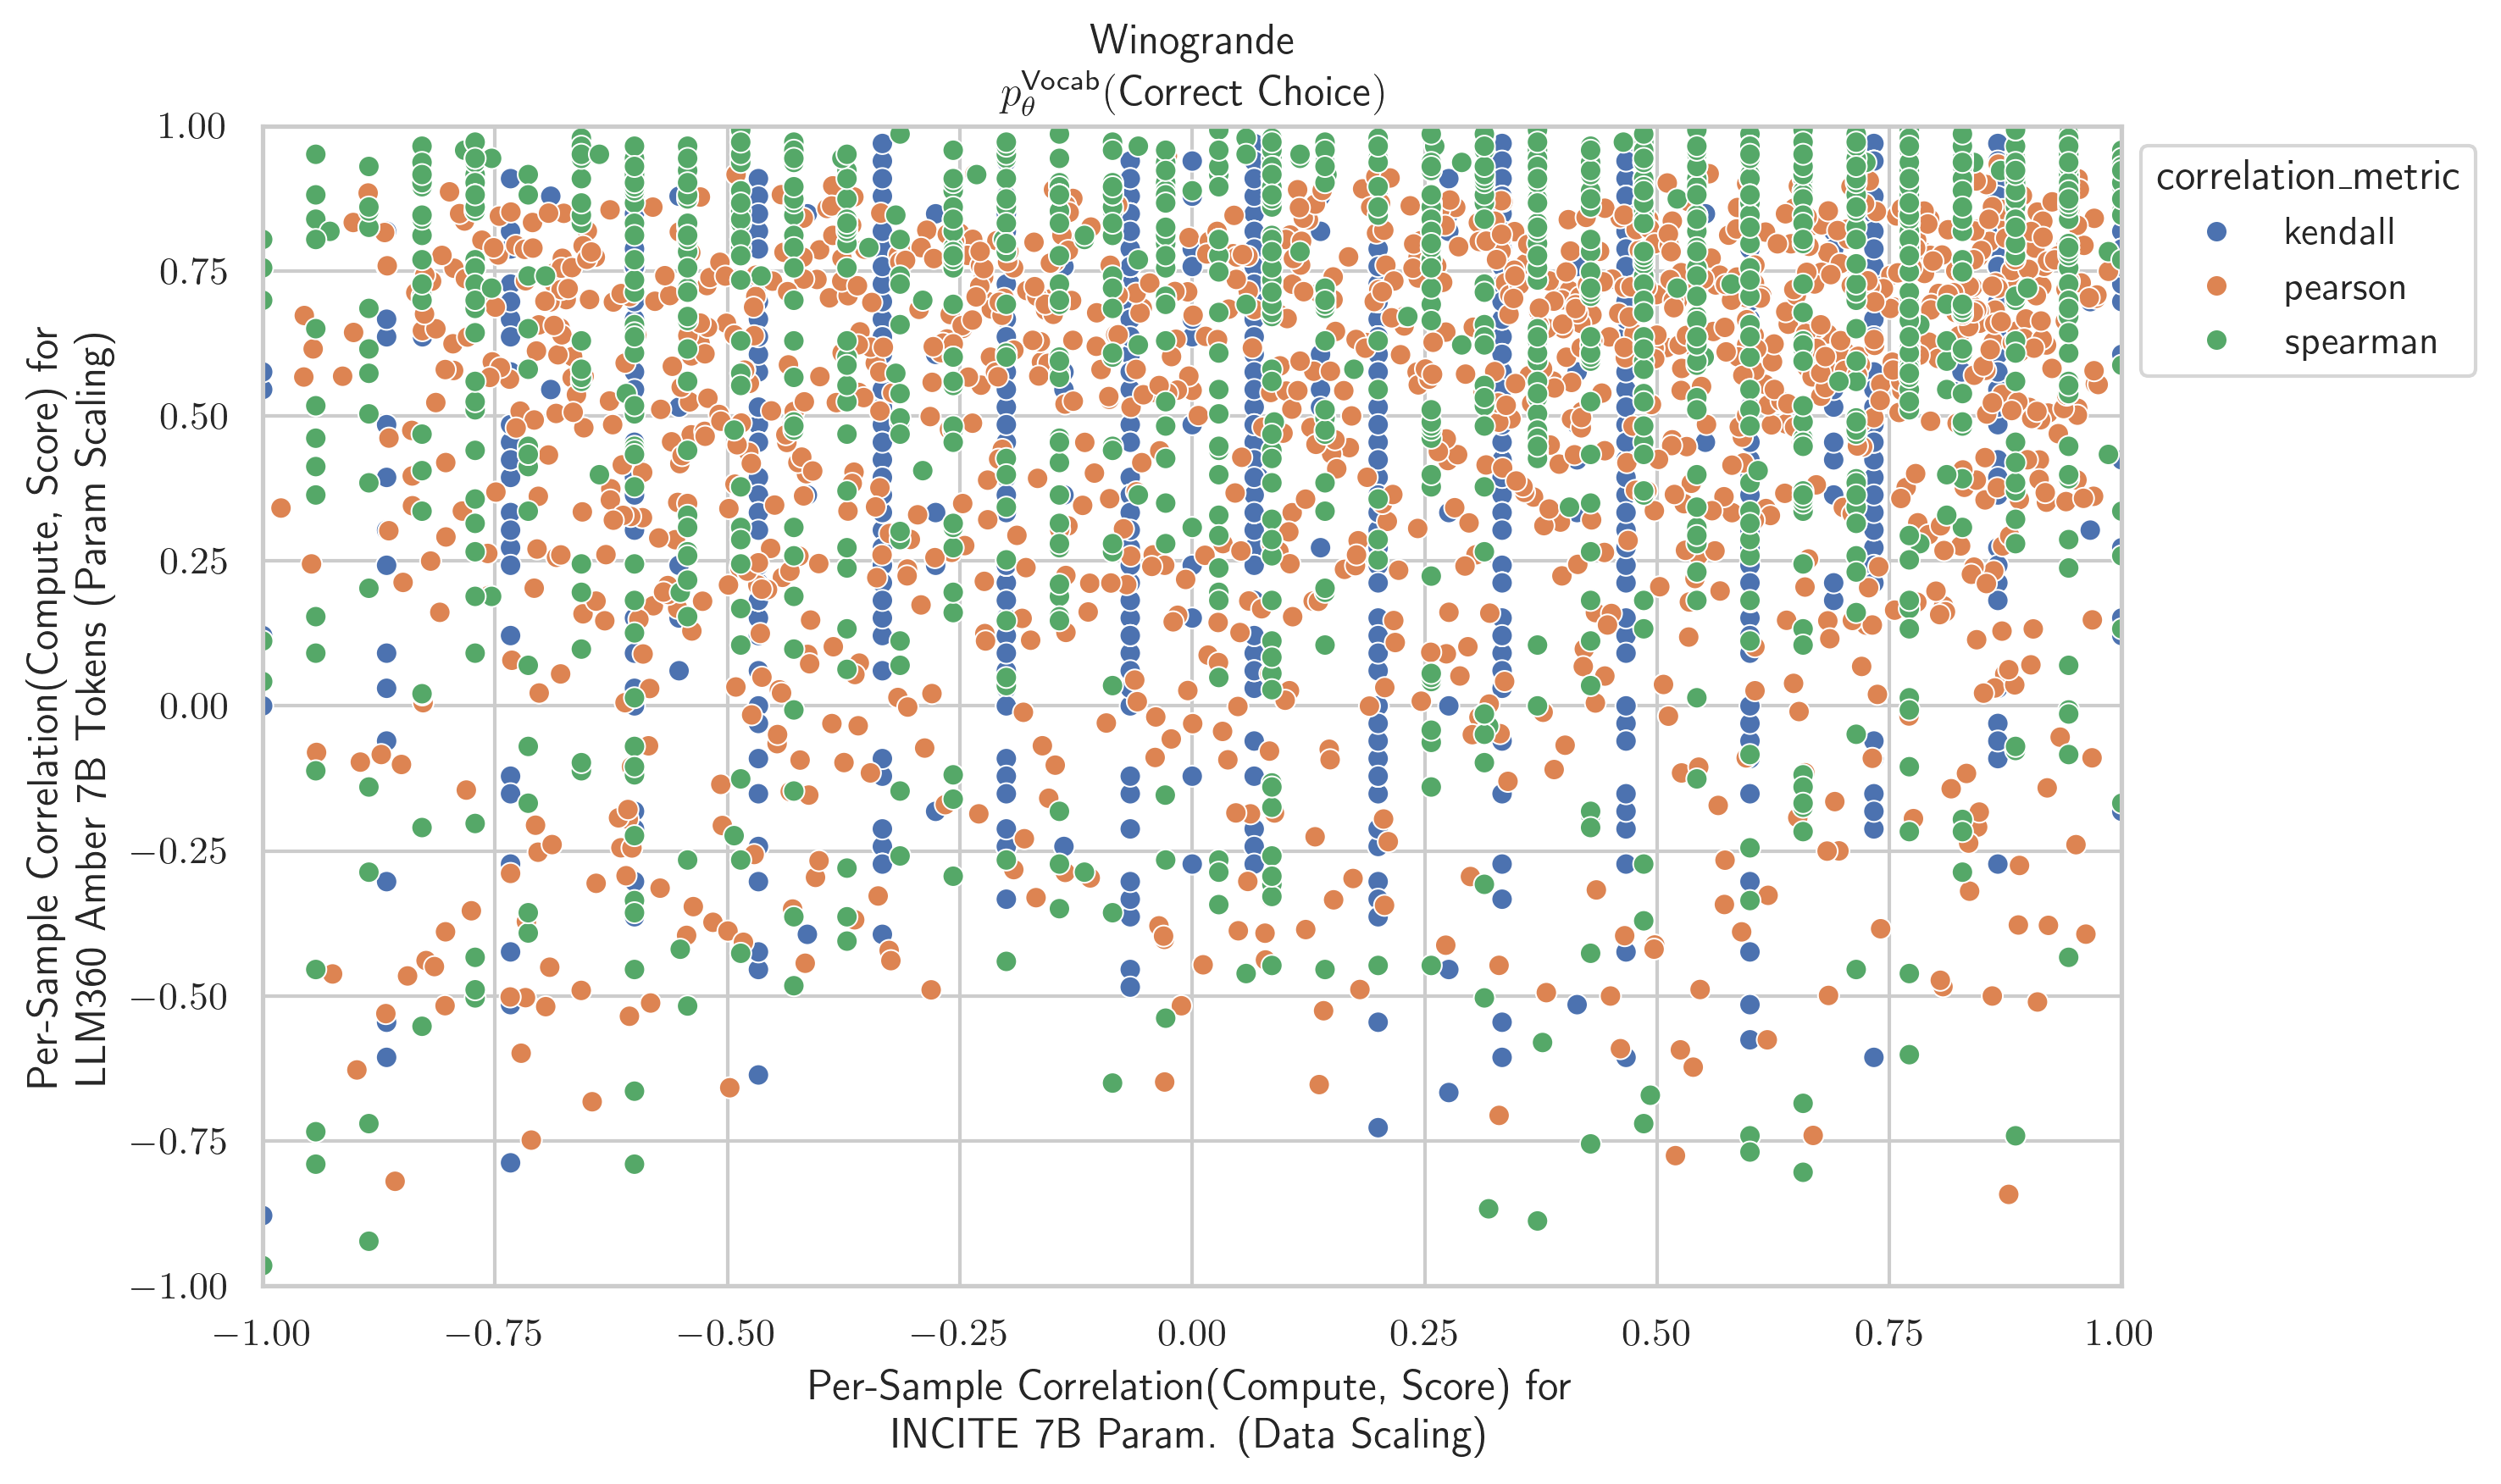 Winogrande
p_θ^Vocab(Correct Choice)
Per-Sample Correlation(Compute, Score) for
LLM360 Amber 7B Tokens (Param Scaling)
1.00
0.75
0.50
0.25
0.00
−0.25
−0.50
−0.75
−1.00
−1.00 −0.75 −0.50 −0.25 0.00 0.25 0.50 0.75 1.00
Per-Sample Correlation(Compute, Score) for
INCITE 7B Param. (Data Scaling)
correlation_metric
kendall
pearson
spearman